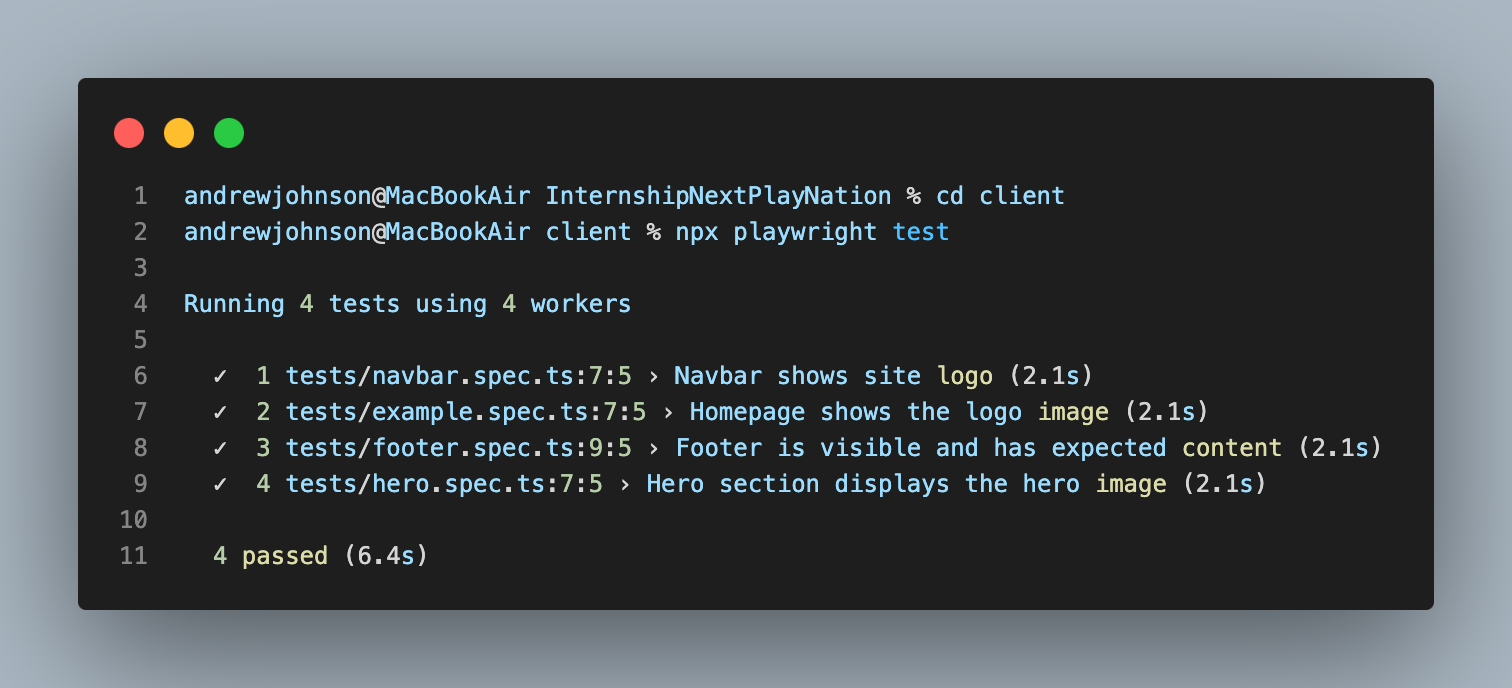 1 andrewjohnson@MacBookAir InternshipNextPlayNation % cd client
2 andrewjohnson@MacBookAir client % npx playwright test
3
4 Running 4 tests using 4 workers
5
6 ✓ 1 tests/navbar.spec.ts:7:5 › Navbar shows site logo (2.1s)
7 ✓ 2 tests/example.spec.ts:7:5 › Homepage shows the logo image (2.1s)
8 ✓ 3 tests/footer.spec.ts:9:5 › Footer is visible and has expected content (2.1s)
9 ✓ 4 tests/hero.spec.ts:7:5 › Hero section displays the hero image (2.1s)
10
11 4 passed (6.4s)